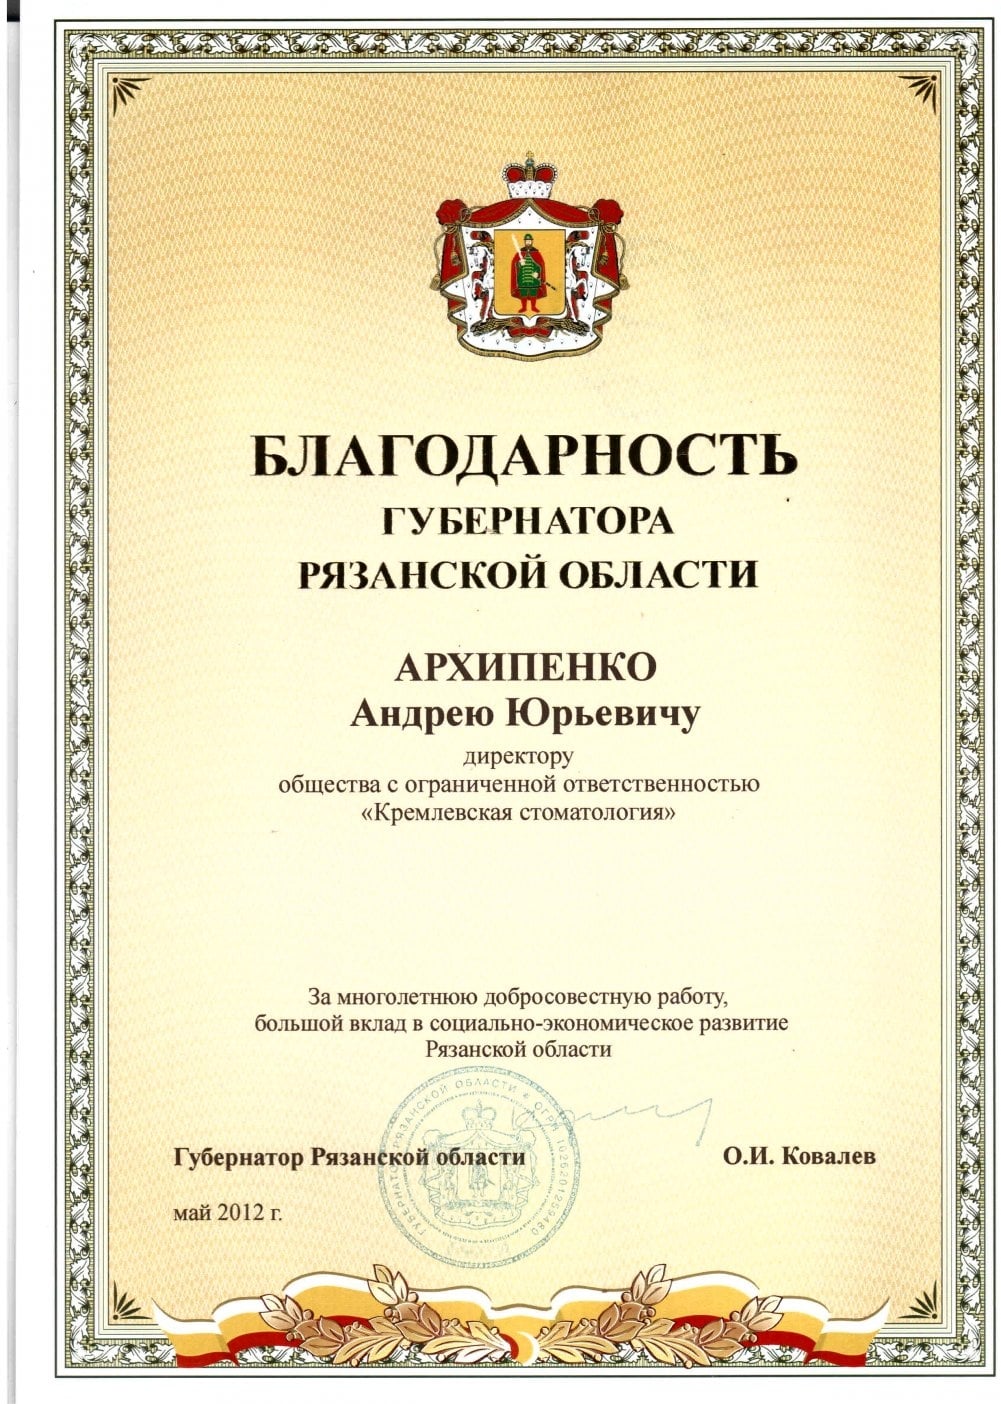 БЛАГОДАРНОСТЬ
ГУБЕРНАТОРА
РЯЗАНСКОЙ ОБЛАСТИ
АРХИПЕНКО
Андрею Юрьевичу
директору
общества с ограниченной ответственностью
«Кремлевская стоматология»
За многолетнюю добросовестную работу,
большой вклад в социально-экономическое развитие
Рязанской области
ГУБЕРНАТОР РЯЗАНСКОЙ ОБЛАСТИ ОГРН 1026201259480
Губернатор Рязанской области О.И. Ковалев
май 2012 г.